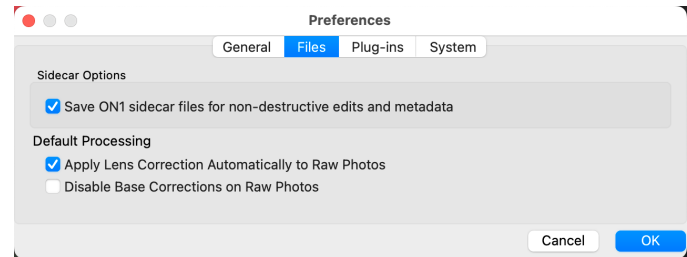 Preferences
General Files Plug-ins System
Sidecar Options
Save ON1 sidecar files for non-destructive edits and metadata
Default Processing
Apply Lens Correction Automatically to Raw Photos
Disable Base Corrections on Raw Photos
Cancel OK